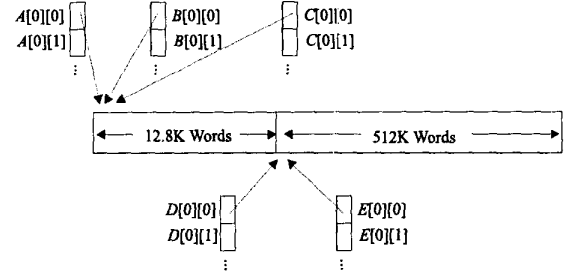 A[0][0] B[0][0] C[0][0]
A[0][1] B[0][1] C[0][1]
⋮ ⋮ ⋮
12.8K Words 512K Words
D[0][0] E[0][0]
D[0][1] E[0][1]
⋮ ⋮